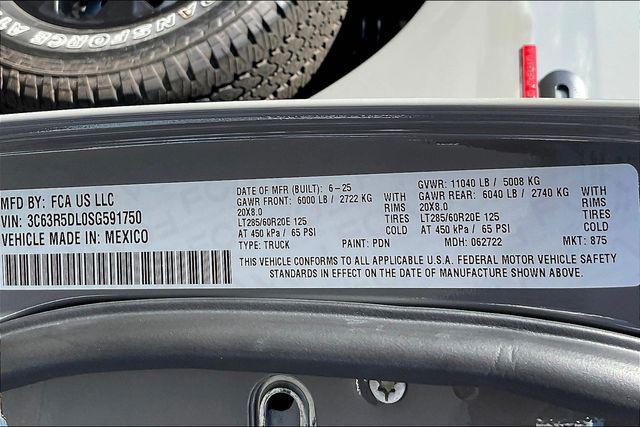 TRANSFORCE AT
MFD BY: FCA US LLC
VIN: 3C63R5DL0SG591750
VEHICLE MADE IN: MEXICO
DATE OF MFR (BUILT): 6-25
GAWR FRONT: 6000 LB / 2722 KG WITH
20X8.0 RIMS
LT285/60R20E 125 TIRES
AT 450 kPa / 65 PSI COLD
TYPE: TRUCK PAINT: PDN
GVWR: 11040 LB / 5008 KG
GAWR REAR: 6040 LB / 2740 KG WITH
20X8.0 RIMS
LT285/60R20E 125 TIRES
AT 450 kPa / 65 PSI COLD
MDH: 062722 MKT: 875
THIS VEHICLE CONFORMS TO ALL APPLICABLE U.S.A. FEDERAL MOTOR VEHICLE SAFETY
STANDARDS IN EFFECT ON THE DATE OF MANUFACTURE SHOWN ABOVE.